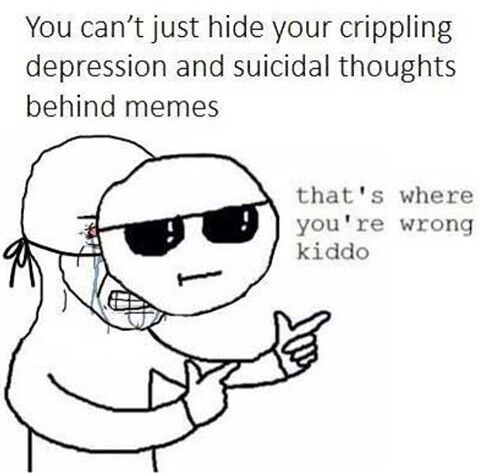 You can’t just hide your crippling
depression and suicidal thoughts
behind memes
that's where
you're wrong
kiddo